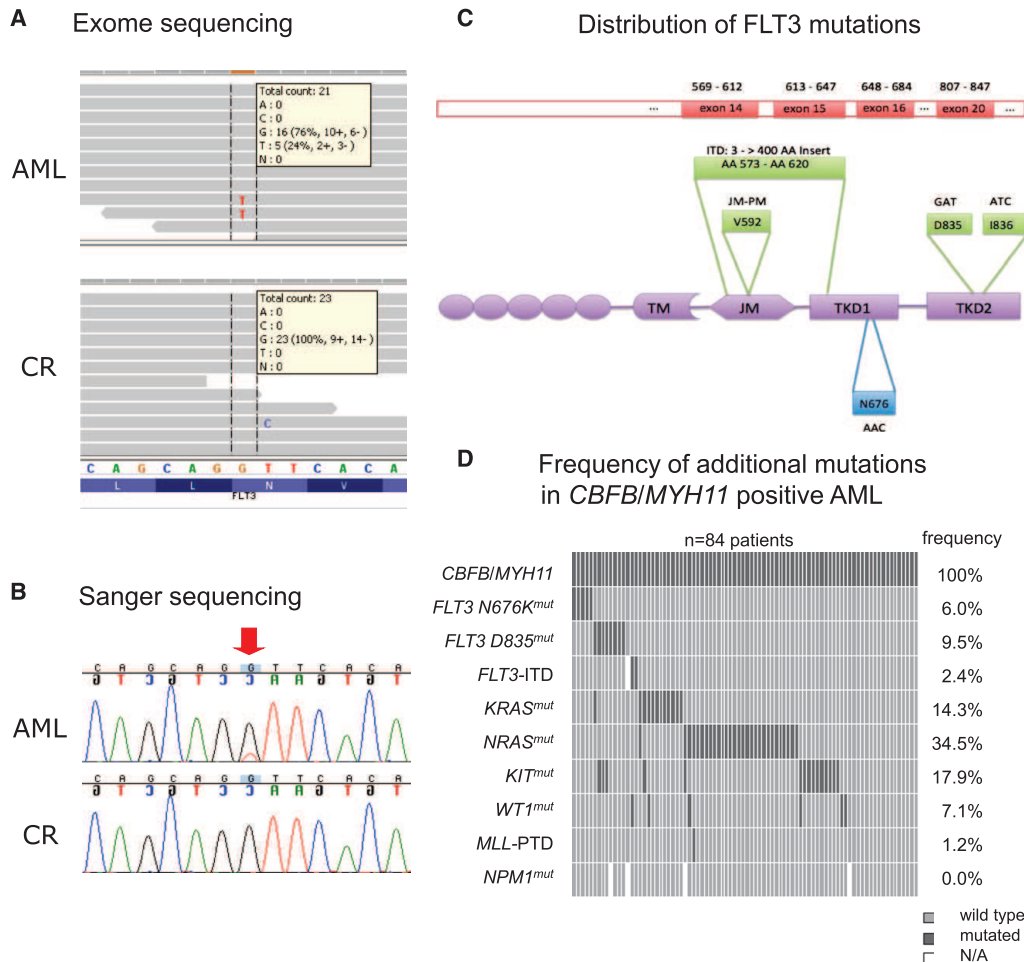 A Exome sequencing
AML
Total count: 21
A : 0
C : 0
G : 16 (76%, 10+, 6- )
T : 5 (24%, 2+, 3- )
N : 0
T
T
CR
Total count: 23
A : 0
C : 0
G : 23 (100%, 9+, 14- )
T : 0
N : 0
C
C A G C A G G T T C A C A
L L N V
FLT3
B Sanger sequencing
C A G C A G G T T C A C A
G T C G T C C A A G T G T
AML
C A G C A G G T T C A C A
G T C G T C C A A G T G T
CR
C Distribution of FLT3 mutations
569 - 612 613 - 647 648 - 684 807 - 847
... exon 14 exon 15 exon 16 ... exon 20 ...
ITD: 3 - > 400 AA Insert
AA 573 - AA 620
JM-PM
V592
GAT ATC
D835 I836
TM JM TKD1 TKD2
N676
AAC
D Frequency of additional mutations
in CBFB/MYH11 positive AML
n=84 patients frequency
CBFB/MYH11 100%
FLT3 N676Kmut 6.0%
FLT3 D835mut 9.5%
FLT3-ITD 2.4%
KRASmut 14.3%
NRASmut 34.5%
KITmut 17.9%
WT1mut 7.1%
MLL-PTD 1.2%
NPM1mut 0.0%
wild type
mutated
N/A